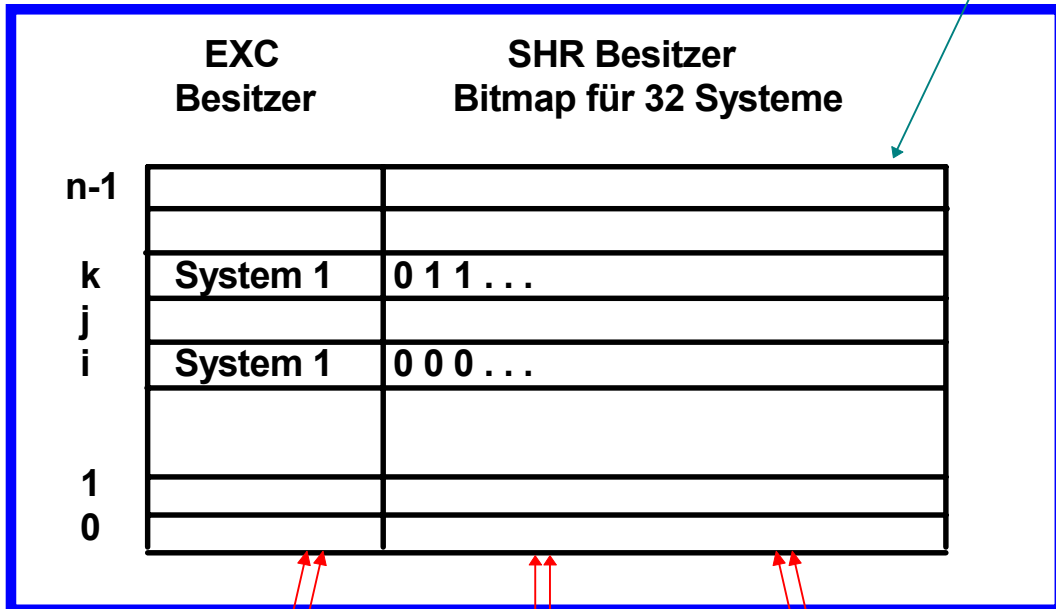 EXC SHR Besitzer
Besitzer Bitmap für 32 Systeme
n-1
k System 1 0 1 1 . . .
j
i System 1 0 0 0 . . .
1
0